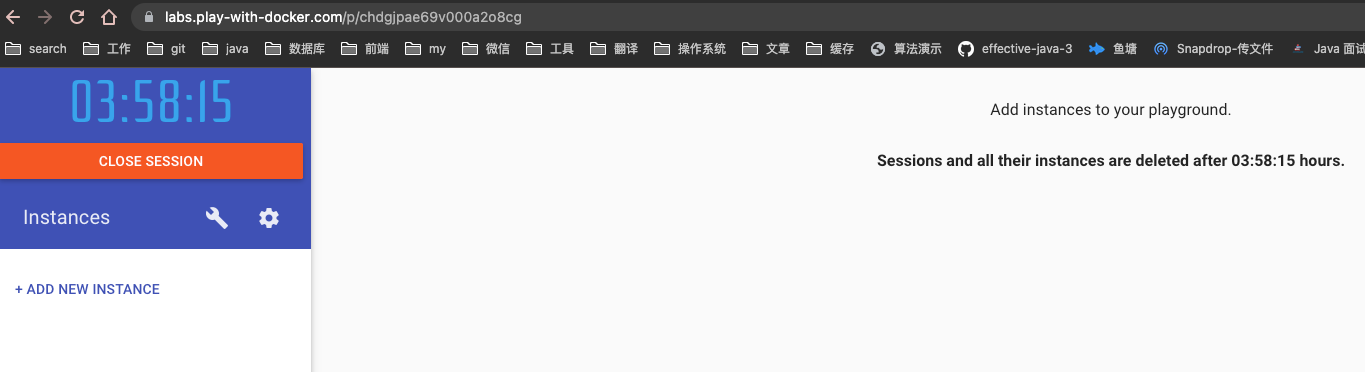 labs.play-with-docker.com/p/chdgjpae69v000a2o8cg
search 工作 git java 数据库 前端 my 微信 工具 翻译 操作系统 文章 缓存 算法演示 effective-java-3 鱼塘 Snapdrop-传文件 Java 面试
03:58:15
CLOSE SESSION
Instances
+ ADD NEW INSTANCE
Add instances to your playground.
Sessions and all their instances are deleted after 03:58:15 hours.